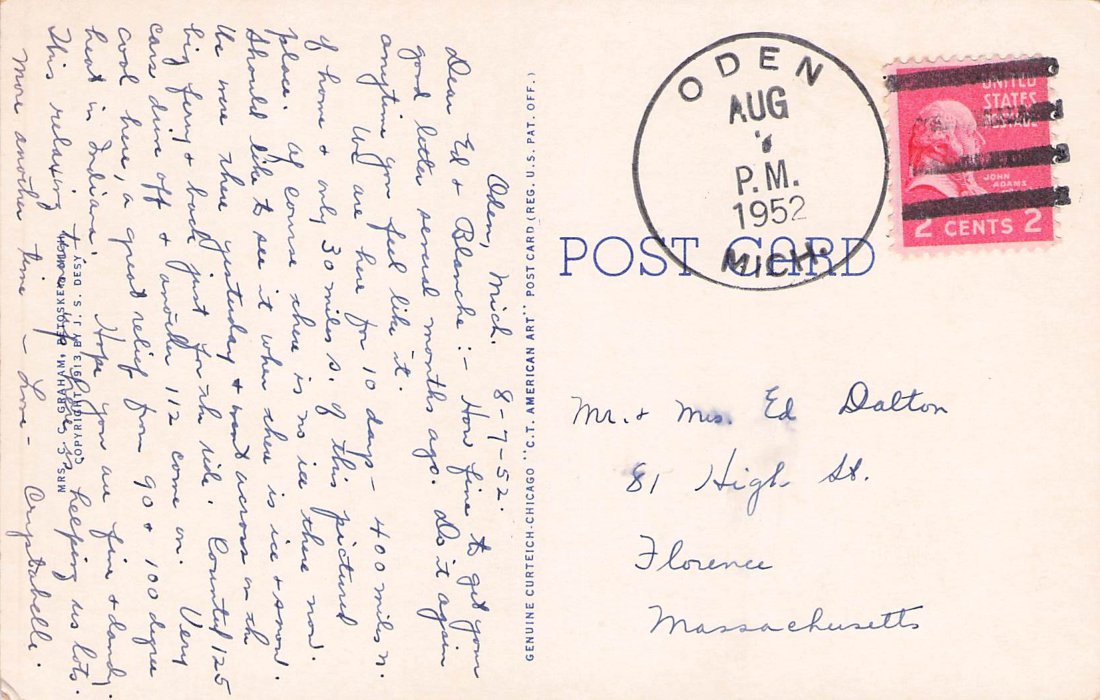 Oden, Mich. 8-7-52.
Dear Ed & Blanche:- How fine to get your
good letter several months ago. Do it again
anytime you feel like it.
We are here for 10 days - 400 miles n.
of home & only 30 miles s. of this pictured
place. Of course there is no ice there now.
Should like to see it when there is ice & snow.
We were there yesterday & went across on the
big ferry & back just for the ride. Counted 125
cars drive off & another 112 come on. Very
cool here, a great relief from 90 & 100 degree
heat in Indiana. Hope you are fine & dandy.
This relaxing up here is helping us lots.
More another time - Love - Crystabelle.
MRS. C. GRAHAM, PETOSKEY, MICH.
COPYRIGHT 1913 BY J. S. DESY
GENUINE CURTEICH-CHICAGO "C.T. AMERICAN ART" POST CARD (REG. U.S. PAT. OFF.)
POST CARD
ODEN
AUG
7
P.M.
1952
MICH.
UNITED
STATES
POSTAGE
JOHN
ADAMS
2 CENTS 2
Mr. & Mrs. Ed Dalton
81 High St.
Florence
Massachusetts